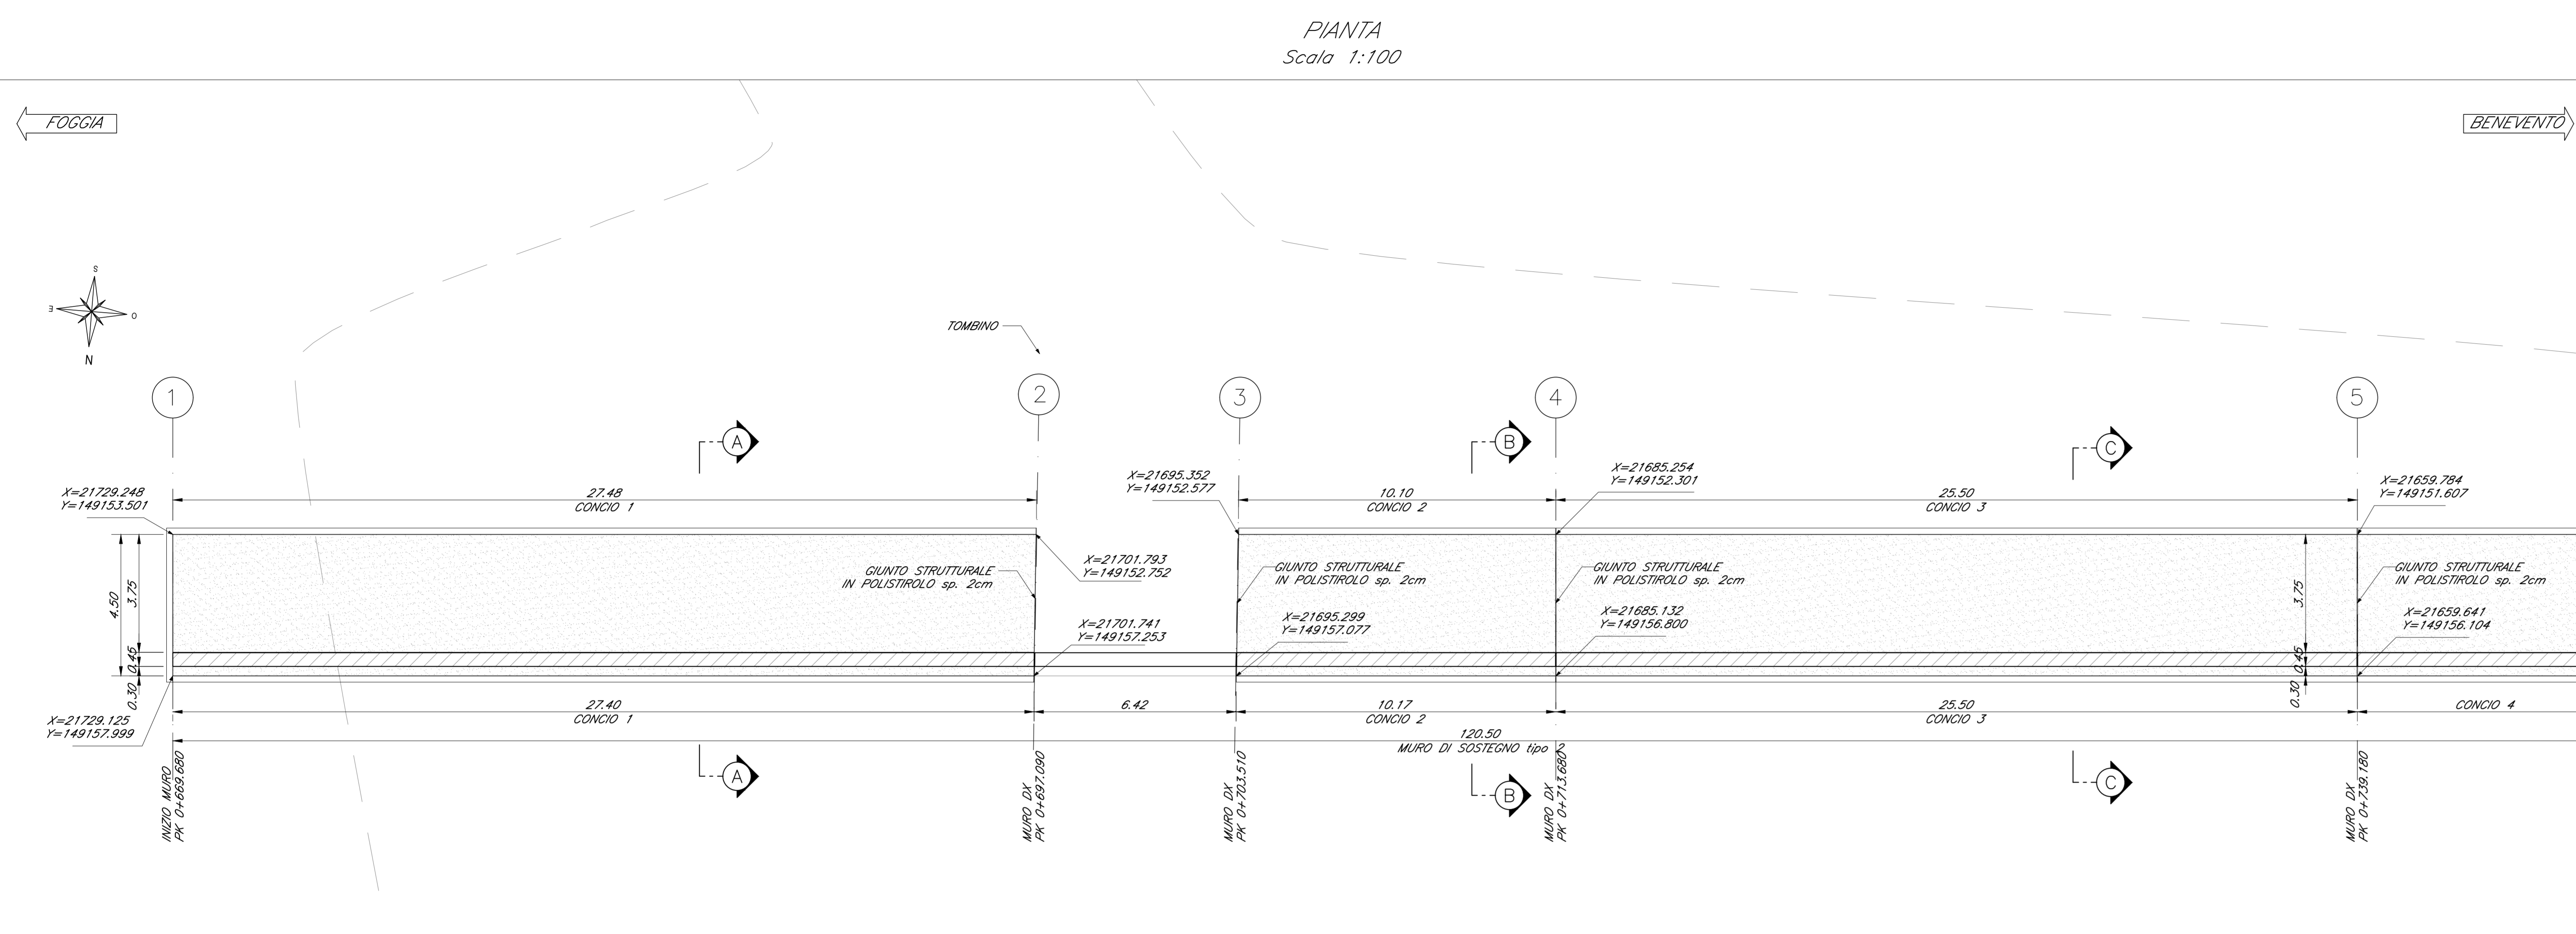 PIANTA
Scala 1:100
FOGGIA
BENEVENTO
S
E
O
N
TOMBINO
1
2
3
4
5
A
B
C
X=21729.248
Y=149153.501
27.48
CONCIO 1
X=21695.352
Y=149152.577
10.10
CONCIO 2
X=21685.254
Y=149152.301
25.50
CONCIO 3
X=21659.784
Y=149151.607
X=21701.793
Y=149152.752
GIUNTO STRUTTURALE
IN POLISTIROLO sp. 2cm
GIUNTO STRUTTURALE
IN POLISTIROLO sp. 2cm
GIUNTO STRUTTURALE
IN POLISTIROLO sp. 2cm
GIUNTO STRUTTURALE
IN POLISTIROLO sp. 2cm
4.50
3.75
0.45
0.30
3.75
0.45
0.30
X=21701.741
Y=149157.253
X=21695.299
Y=149157.077
X=21685.132
Y=149156.800
X=21659.641
Y=149156.104
X=21729.125
Y=149157.999
27.40
CONCIO 1
6.42
10.17
CONCIO 2
25.50
CONCIO 3
CONCIO 4
120.50
MURO DI SOSTEGNO tipo 2
A
B
C
INIZIO MURO
PK 0+669.680
MURO DX
PK 0+697.090
MURO DX
PK 0+703.510
MURO DX
PK 0+713.680
MURO DX
PK 0+739.180